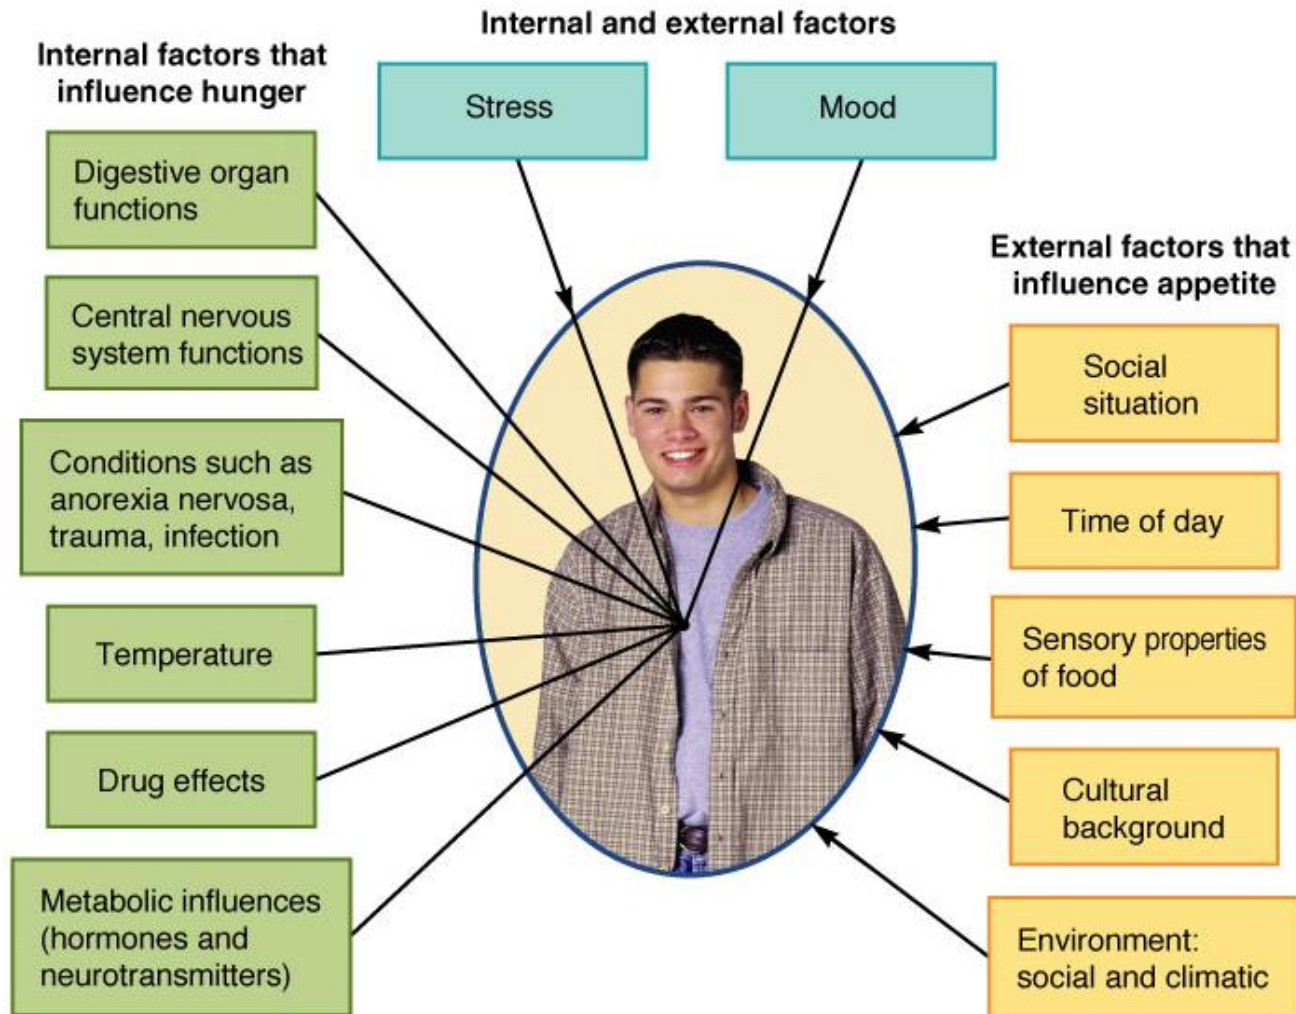 Internal and external factors
Stress
Mood
Internal factors that
influence hunger
Digestive organ
functions
Central nervous
system functions
Conditions such as
anorexia nervosa,
trauma, infection
Temperature
Drug effects
Metabolic influences
(hormones and
neurotransmitters)
External factors that
influence appetite
Social
situation
Time of day
Sensory properties
of food
Cultural
background
Environment:
social and climatic